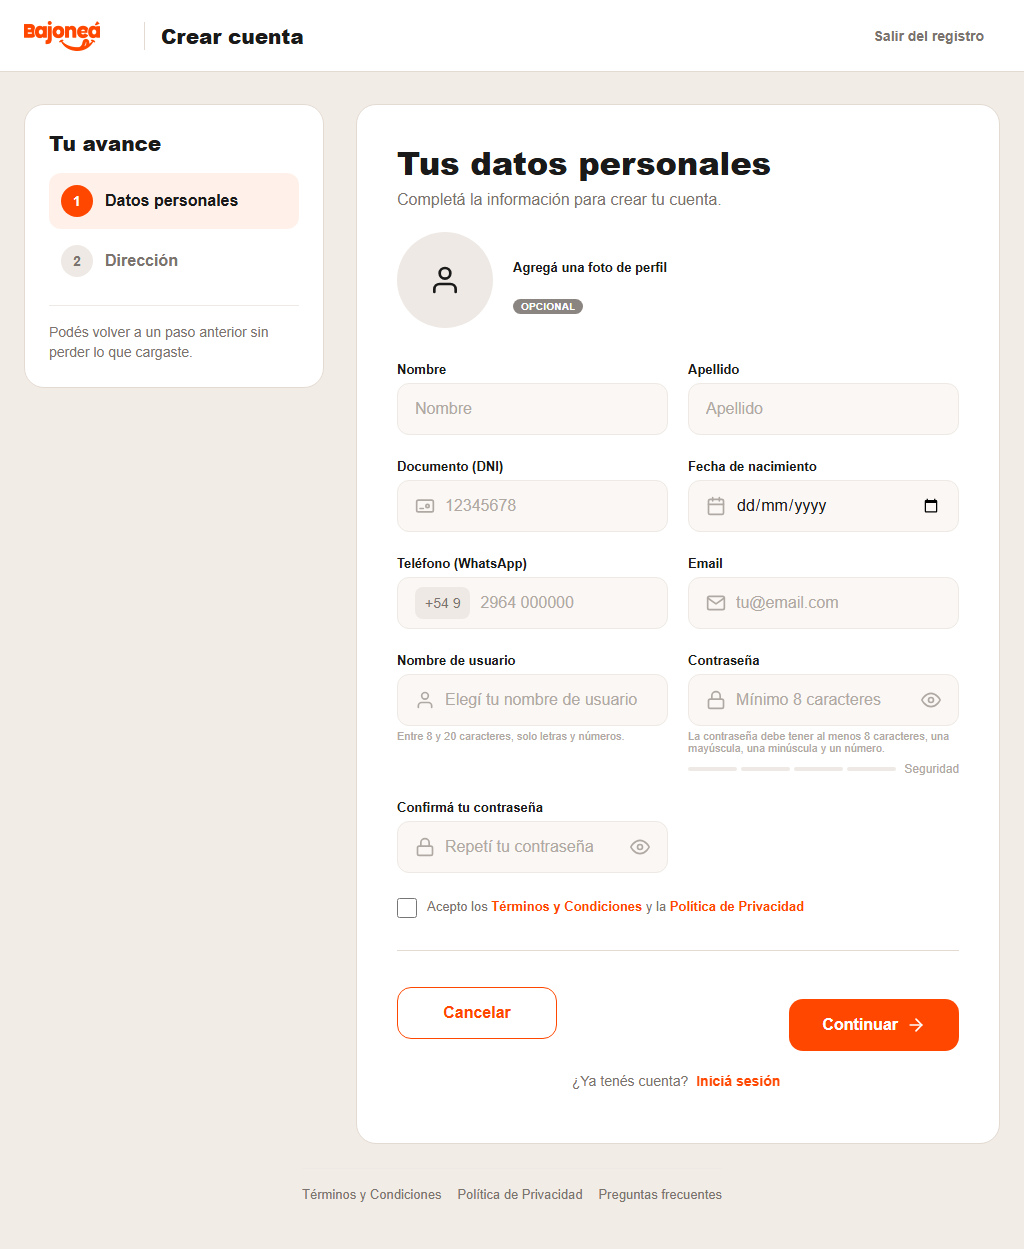 Bajoneá
Crear cuenta
Salir del registro
Tu avance
1 Datos personales
2 Dirección
Podés volver a un paso anterior sin
perder lo que cargaste.
Tus datos personales
Completá la información para crear tu cuenta.
Agregá una foto de perfil
OPCIONAL
Nombre
Nombre
Apellido
Apellido
Documento (DNI)
12345678
Fecha de nacimiento
dd/mm/yyyy
Teléfono (WhatsApp)
+54 9 2964 000000
Email
tu@email.com
Nombre de usuario
Elegí tu nombre de usuario
Entre 8 y 20 caracteres, solo letras y números.
Contraseña
Mínimo 8 caracteres
La contraseña debe tener al menos 8 caracteres, una
mayúscula, una minúscula y un número.
Seguridad
Confirmá tu contraseña
Repetí tu contraseña
Acepto los Términos y Condiciones y la Política de Privacidad
Cancelar
Continuar
¿Ya tenés cuenta? Iniciá sesión
Términos y Condiciones Política de Privacidad Preguntas frecuentes